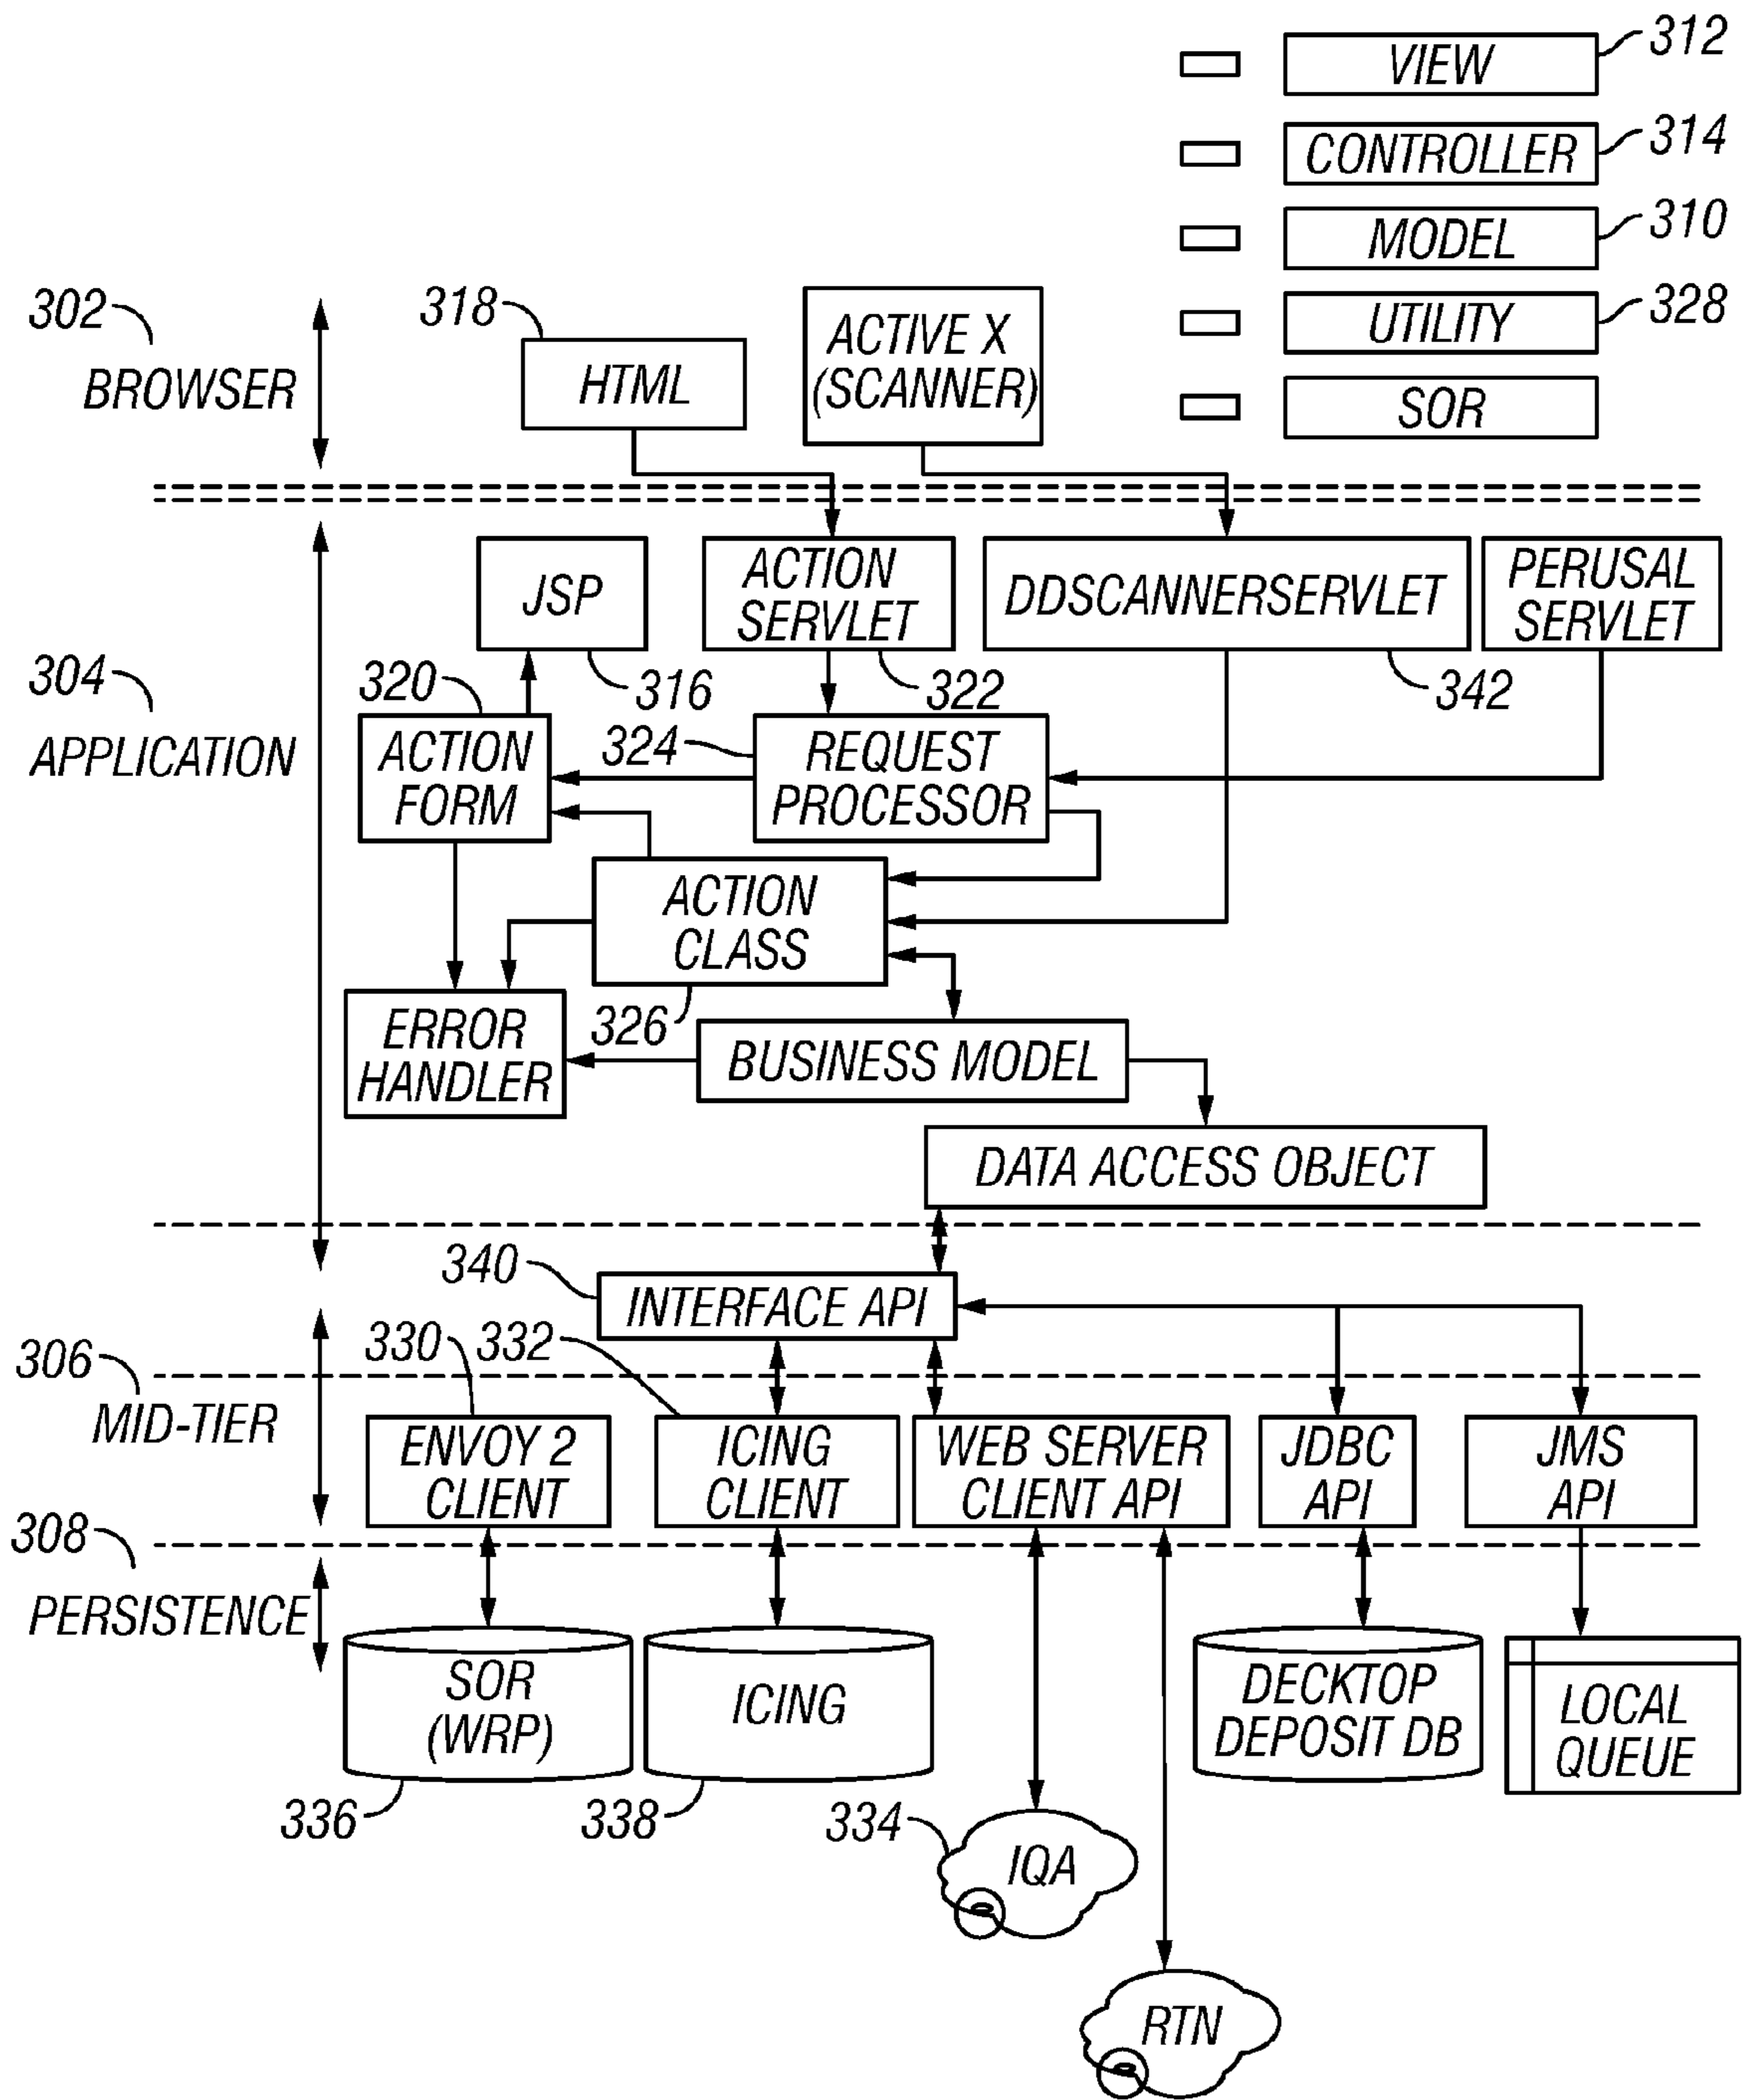 VIEW
312
CONTROLLER
314
MODEL
310
UTILITY
328
SOR
302
BROWSER
318
HTML
ACTIVE X
(SCANNER)
304
APPLICATION
JSP
316
ACTION
SERVLET
322
DDSCANNERSERVLET
342
PERUSAL
SERVLET
320
ACTION
FORM
324
REQUEST
PROCESSOR
ACTION
CLASS
326
ERROR
HANDLER
BUSINESS MODEL
DATA ACCESS OBJECT
340
INTERFACE API
306
MID-TIER
330
ENVOY 2
CLIENT
332
ICING
CLIENT
WEB SERVER
CLIENT API
JDBC
API
JMS
API
308
PERSISTENCE
SOR
(WRP)
336
ICING
338
334
IQA
RTN
DECKTOP
DEPOSIT DB
LOCAL
QUEUE